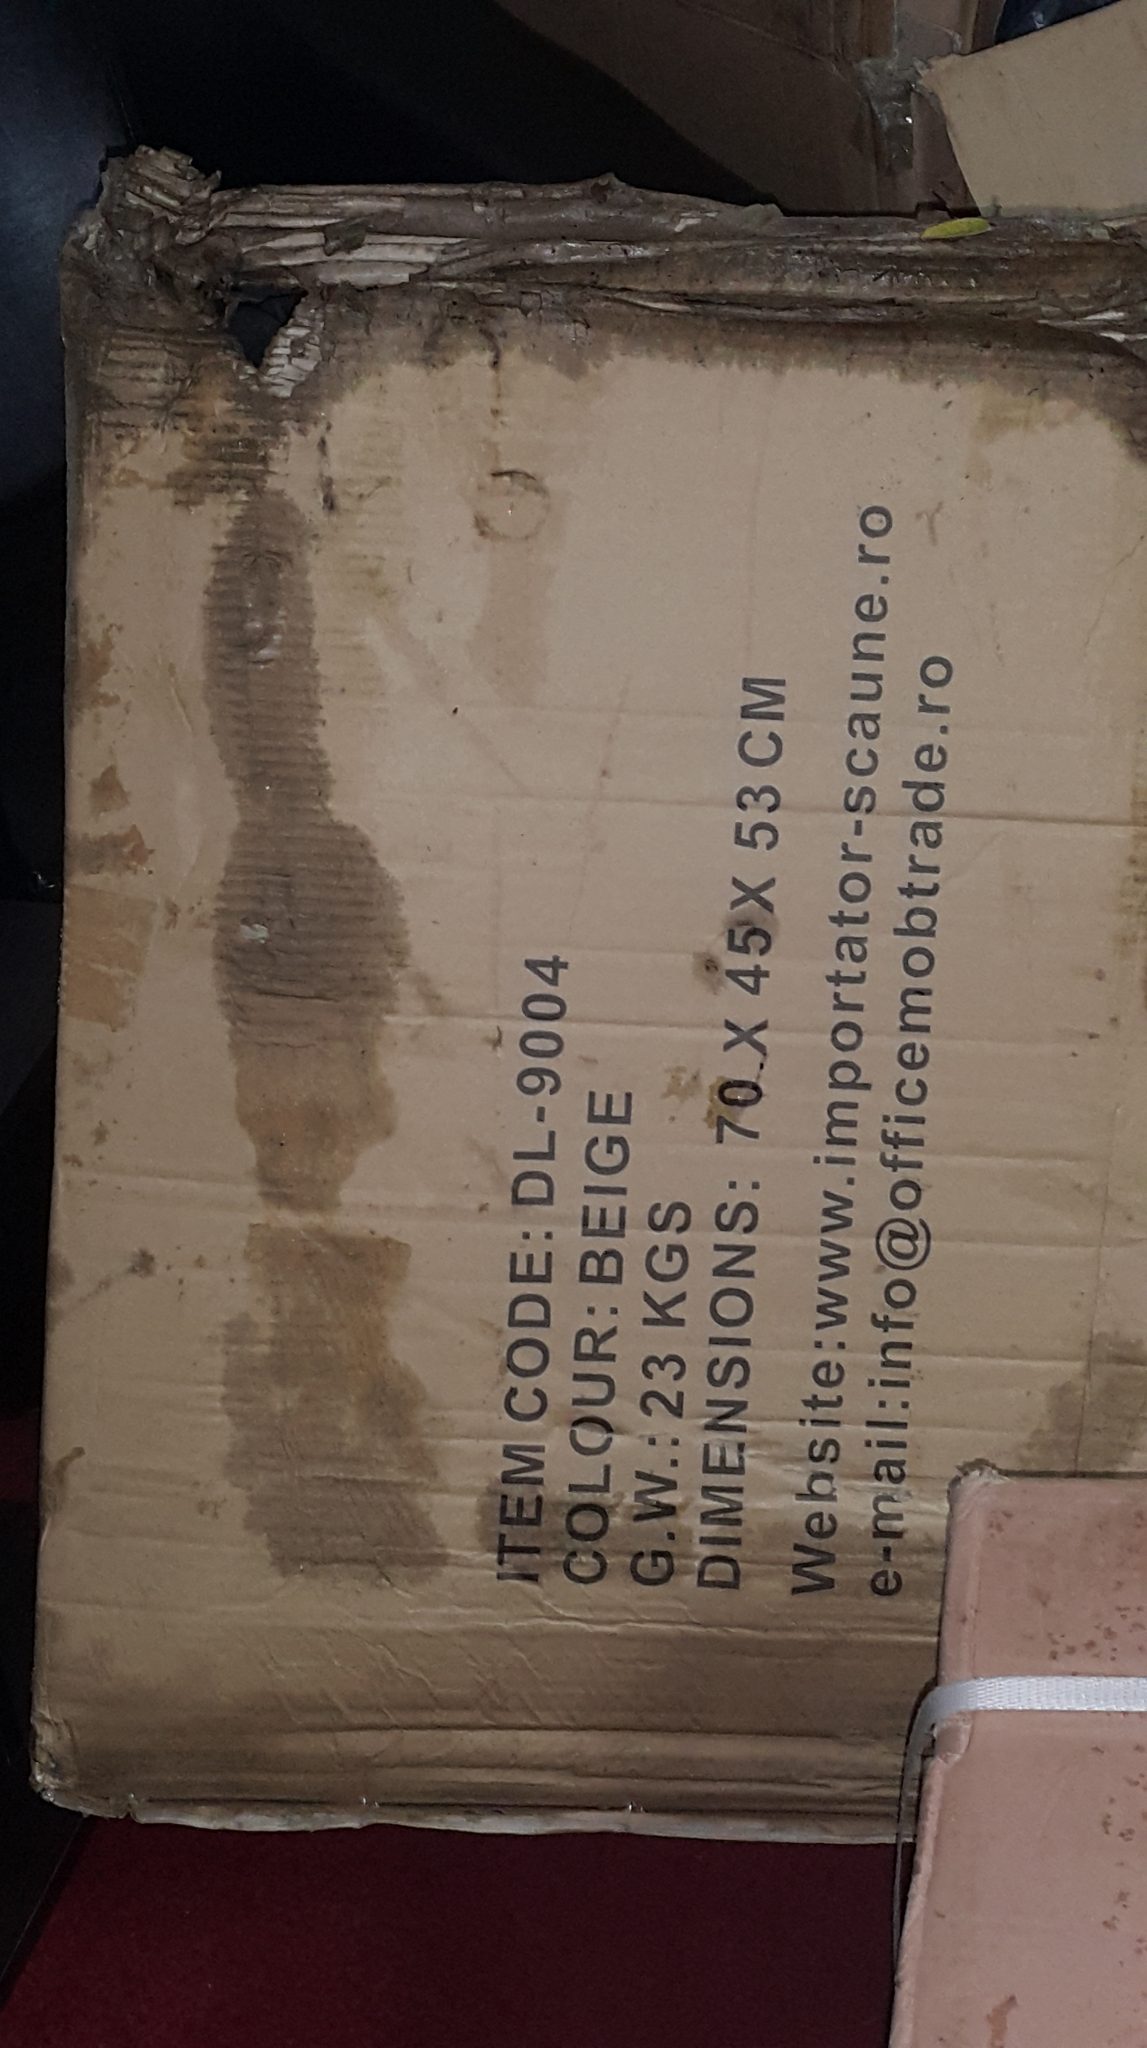 ITEM CODE: DL-9004
COLOUR: BEIGE
G.W.: 23 KGS
DIMENSIONS: 70 X 45 X 53 CM
Website:www.importator-scaune.ro
e-mail:info@officemobtrade.ro